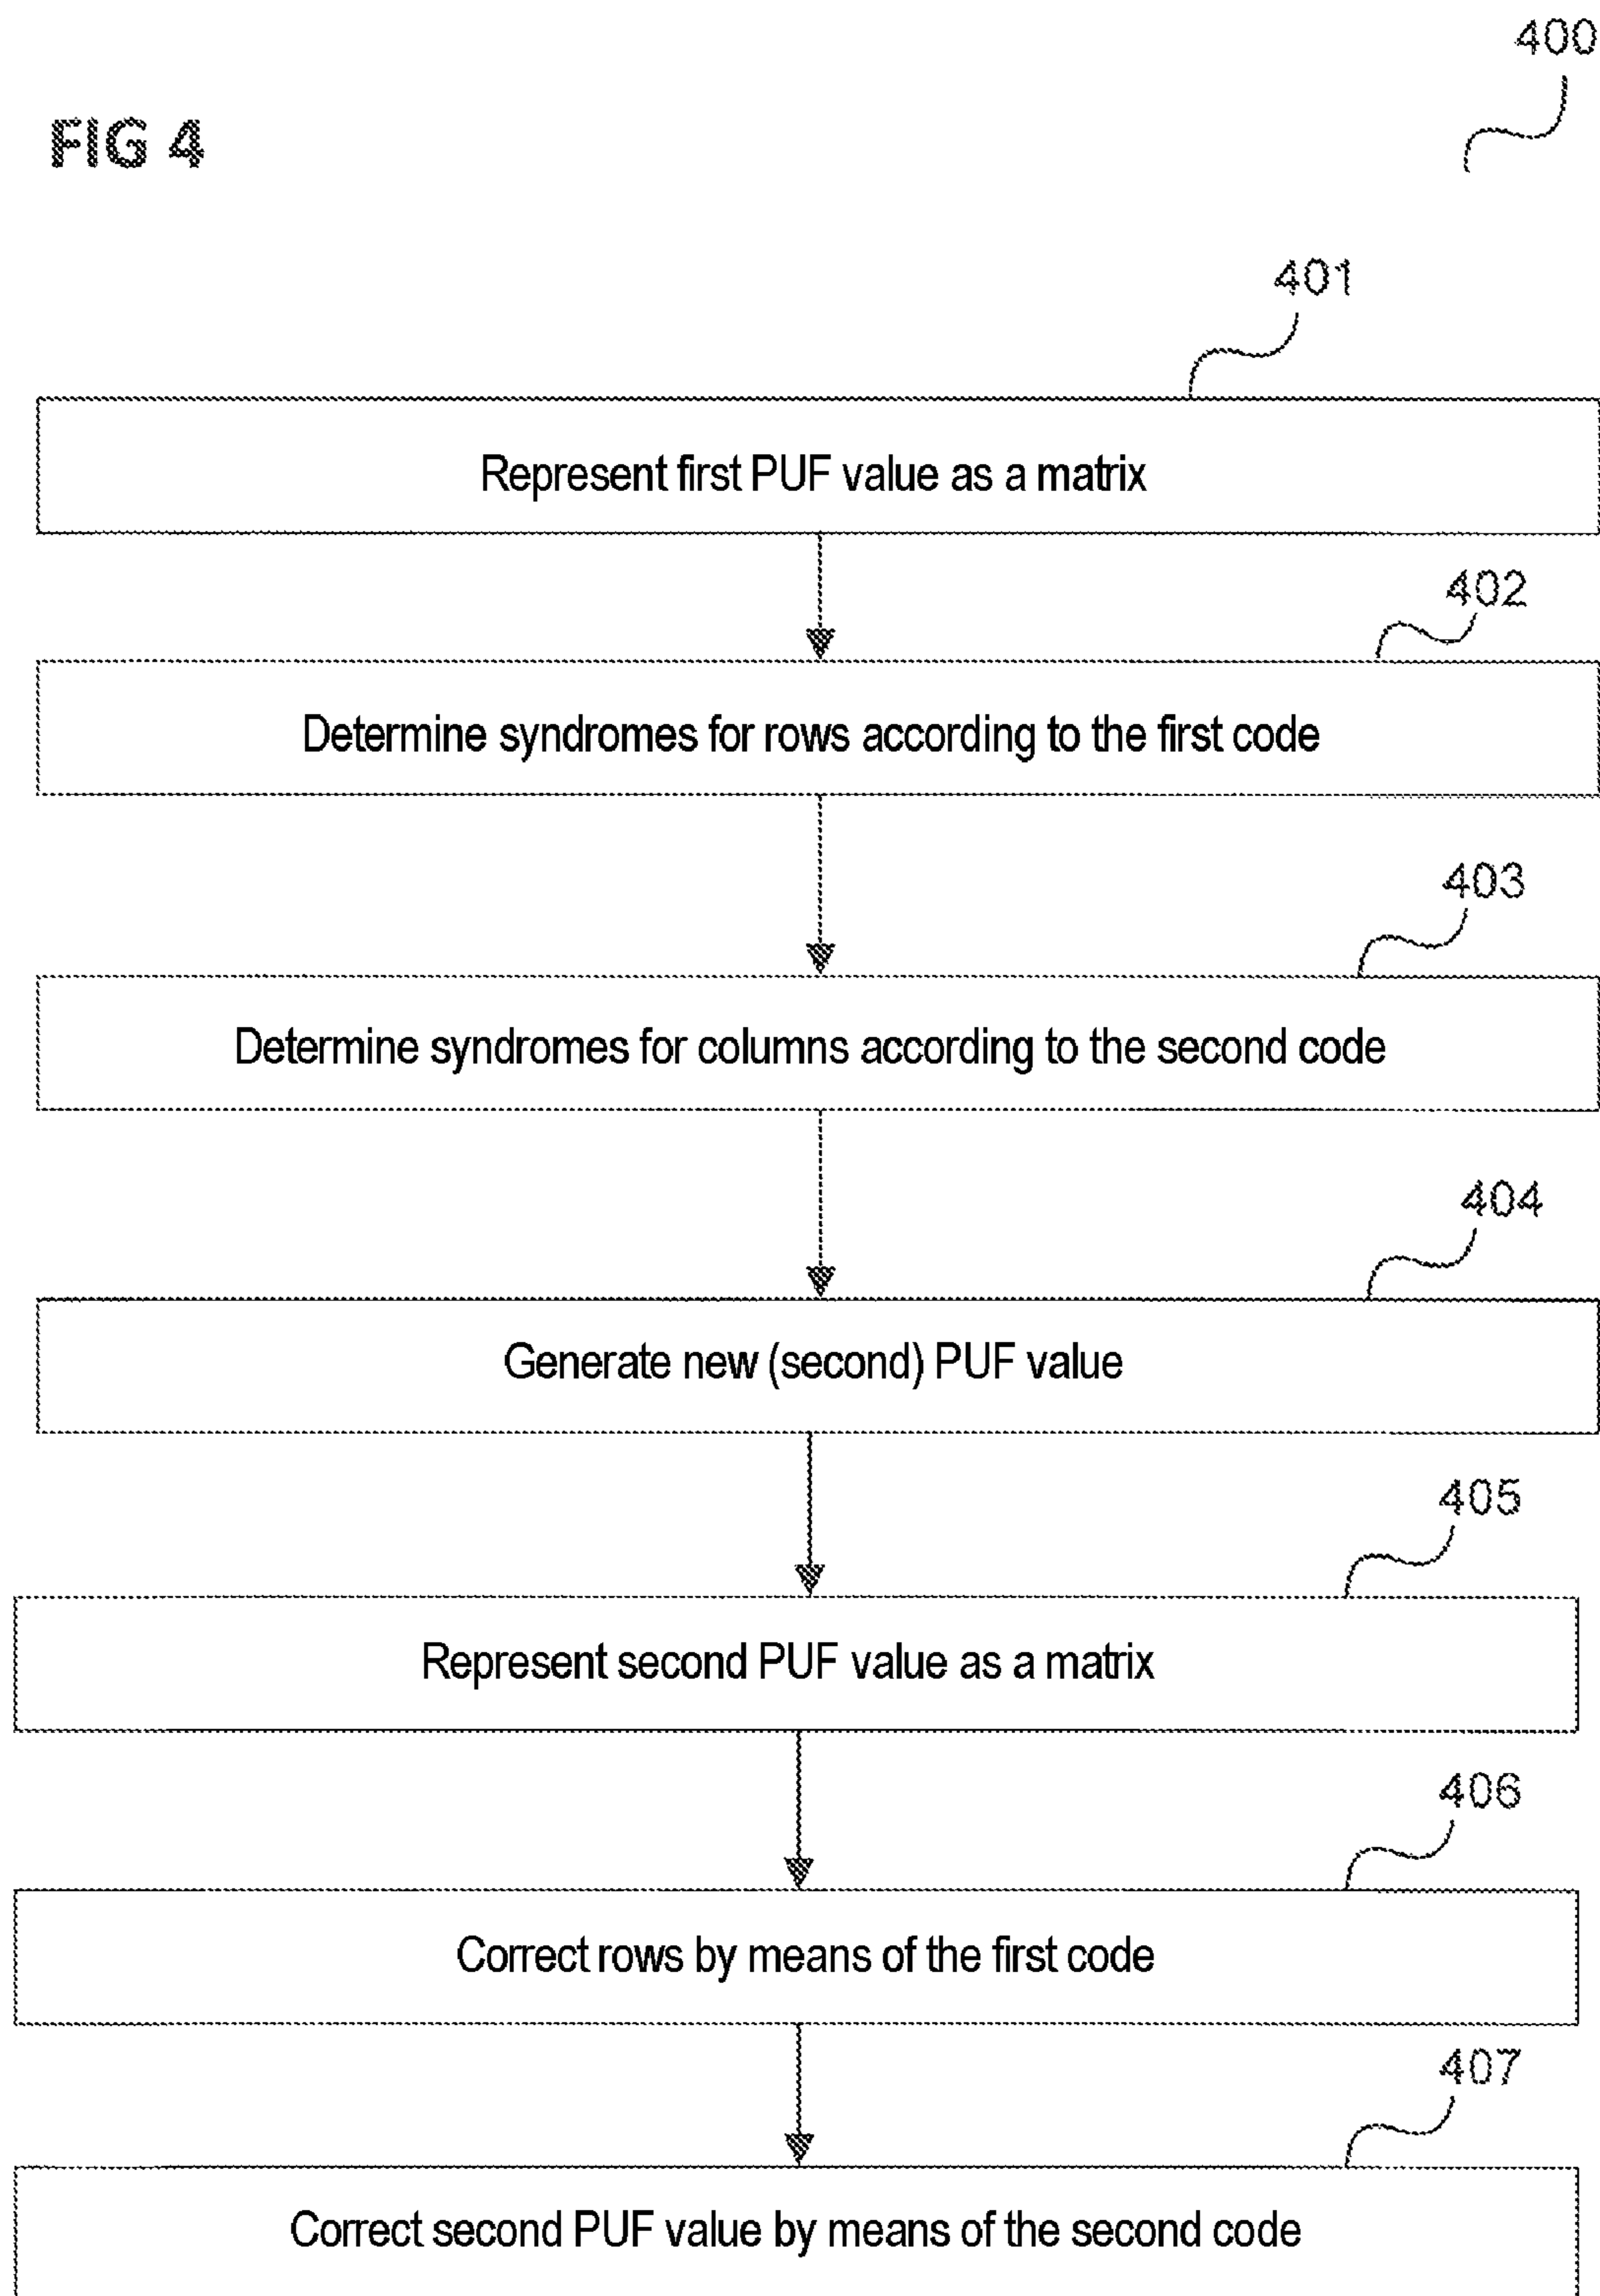 400
FIG 4
401
Represent first PUF value as a matrix
402
Determine syndromes for rows according to the first code
403
Determine syndromes for columns according to the second code
404
Generate new (second) PUF value
405
Represent second PUF value as a matrix
406
Correct rows by means of the first code
407
Correct second PUF value by means of the second code